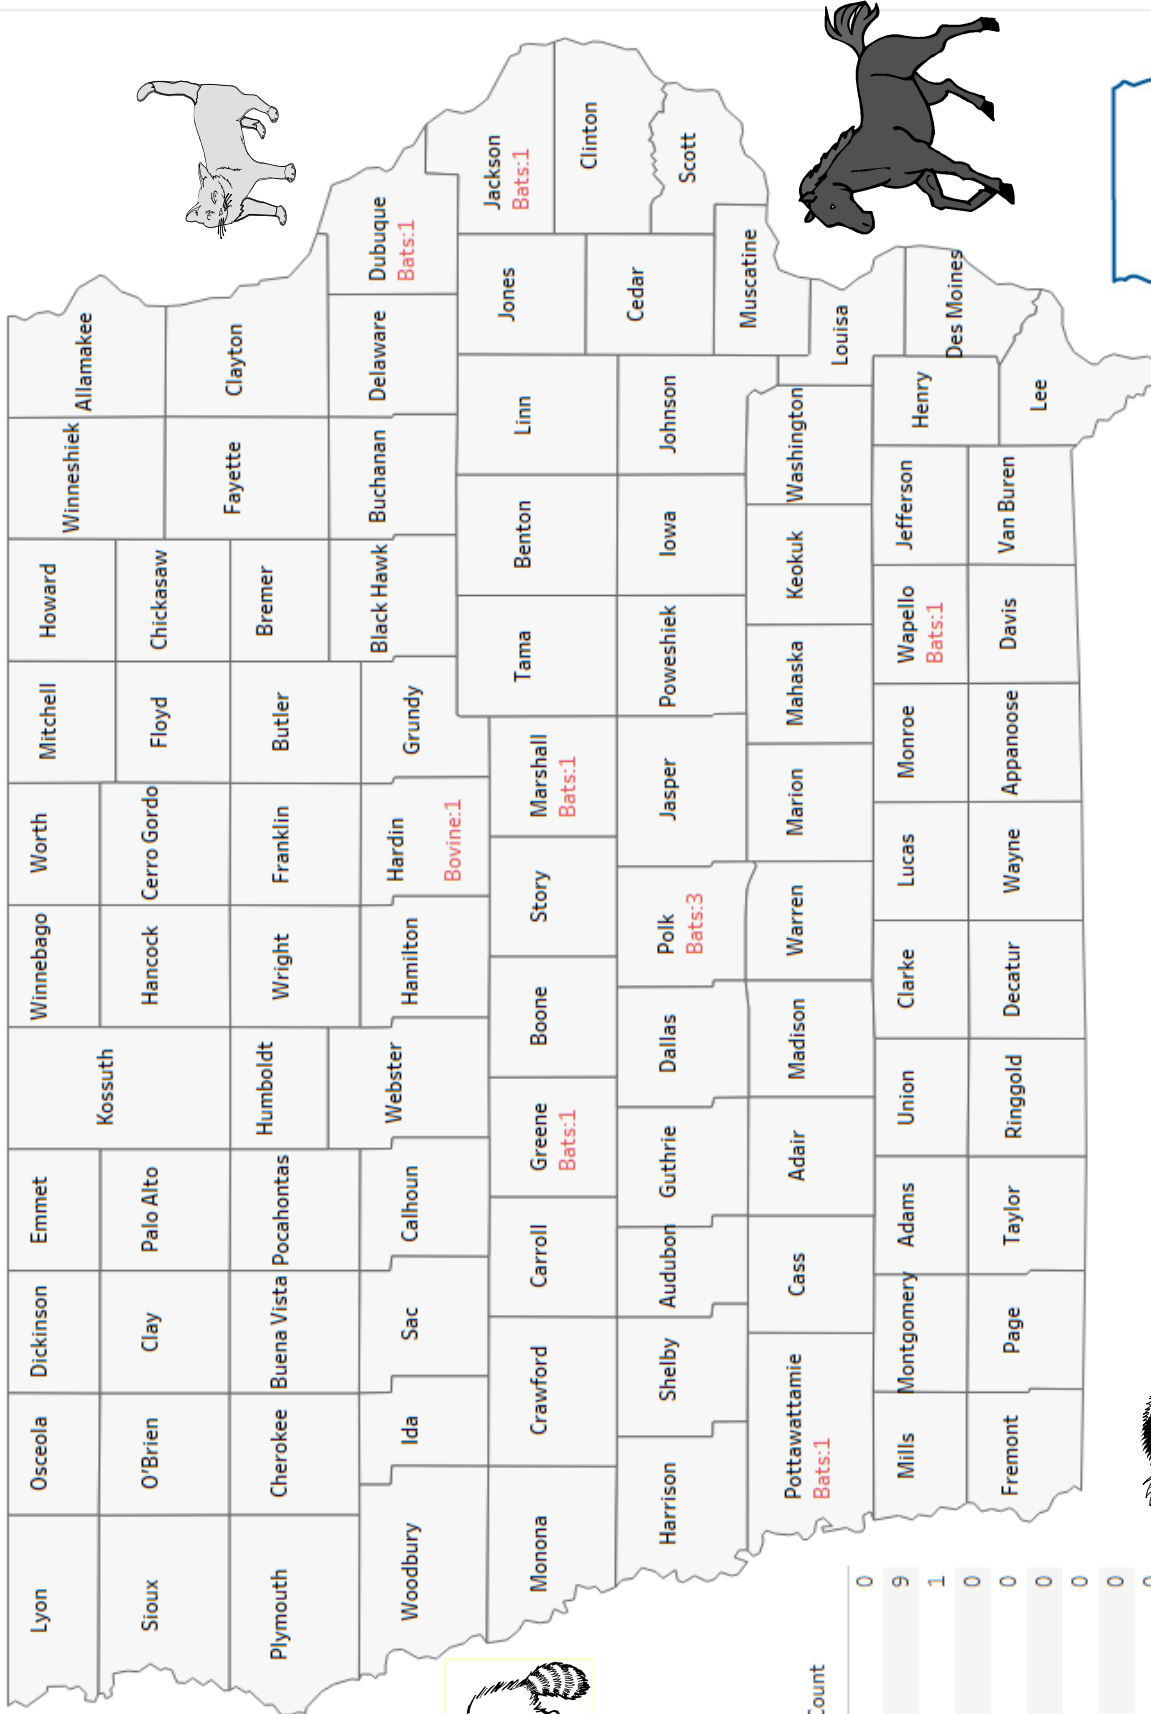 Lyon
Osceola
Dickinson
Emmet
Kossuth
Winnebago
Worth
Mitchell
Howard
Winneshiek
Allamakee
Sioux
O'Brien
Clay
Palo Alto
Hancock
Cerro Gordo
Floyd
Chickasaw
Fayette
Clayton
Plymouth
Cherokee
Buena Vista
Pocahontas
Humboldt
Wright
Franklin
Butler
Bremer
Woodbury
Ida
Sac
Calhoun
Webster
Hamilton
Hardin
Bovine:1
Grundy
Black Hawk
Buchanan
Delaware
Dubuque
Bats:1
Monona
Crawford
Carroll
Greene
Bats:1
Boone
Story
Marshall
Bats:1
Tama
Benton
Linn
Jones
Jackson
Bats:1
Clinton
Cedar
Scott
Harrison
Shelby
Audubon
Guthrie
Dallas
Polk
Bats:3
Jasper
Poweshiek
Iowa
Johnson
Muscatine
Pottawattamie
Bats:1
Cass
Adair
Madison
Warren
Marion
Mahaska
Keokuk
Washington
Louisa
Mills
Montgomery
Adams
Union
Clarke
Lucas
Monroe
Wapello
Bats:1
Jefferson
Henry
Des Moines
Fremont
Page
Taylor
Ringgold
Decatur
Wayne
Appanoose
Davis
Van Buren
Lee
0
9
1
0
0
0
0
0